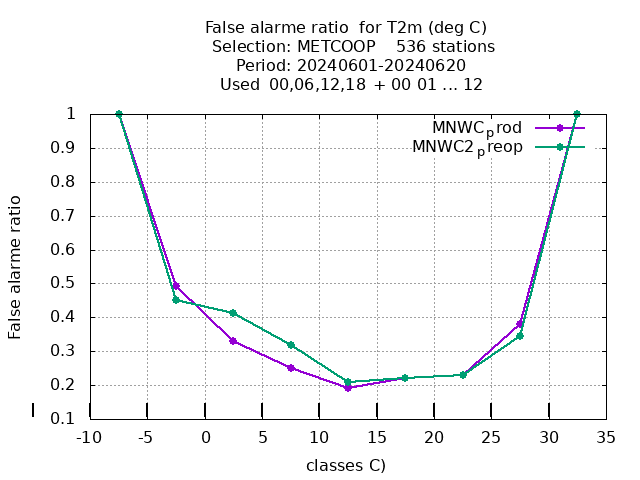 False alarme ratio  for T2m (deg C)
Selection: METCOOP    536 stations
Period: 20240601-20240620
Used  00,06,12,18 + 00 01 ... 12
MNWCprod
MNWC2preop
1
0.9
0.8
0.7
0.6
0.5
0.4
0.3
0.2
0.1
False alarme ratio
-10 -5 0 5 10 15 20 25 30 35
classes C)